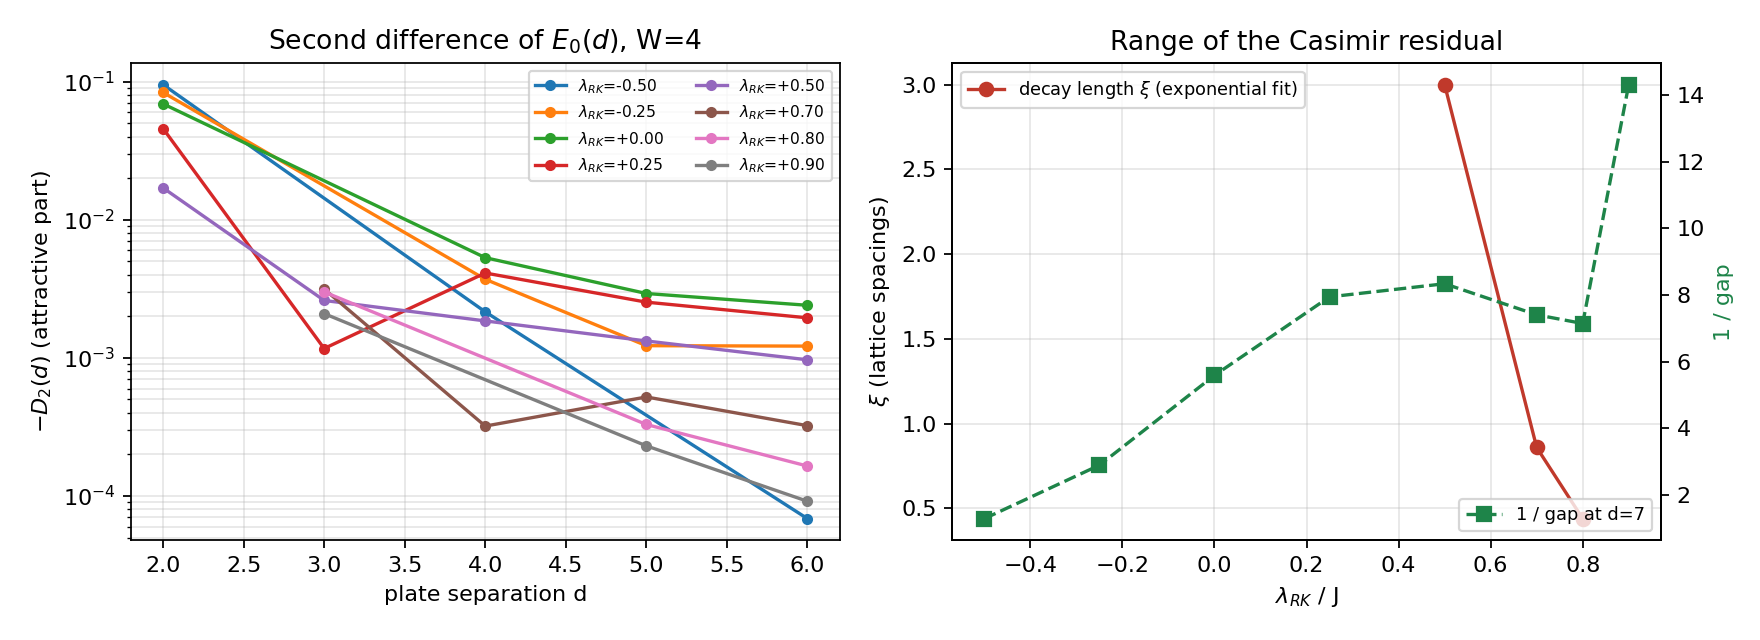 Second difference of E₀(d), W=4
−D₂(d) (attractive part)
10⁻¹
10⁻²
10⁻³
10⁻⁴
λ_RK=-0.50
λ_RK=-0.25
λ_RK=+0.00
λ_RK=+0.25
λ_RK=+0.50
λ_RK=+0.70
λ_RK=+0.80
λ_RK=+0.90
2.0 2.5 3.0 3.5 4.0 4.5 5.0 5.5 6.0
plate separation d
Range of the Casimir residual
ξ (lattice spacings)
3.0
2.5
2.0
1.5
1.0
0.5
decay length ξ (exponential fit)
1 / gap at d=7
−0.4 −0.2 0.0 0.2 0.4 0.6 0.8
λ_RK / J
14
12
10
8
6
4
2
1 / gap